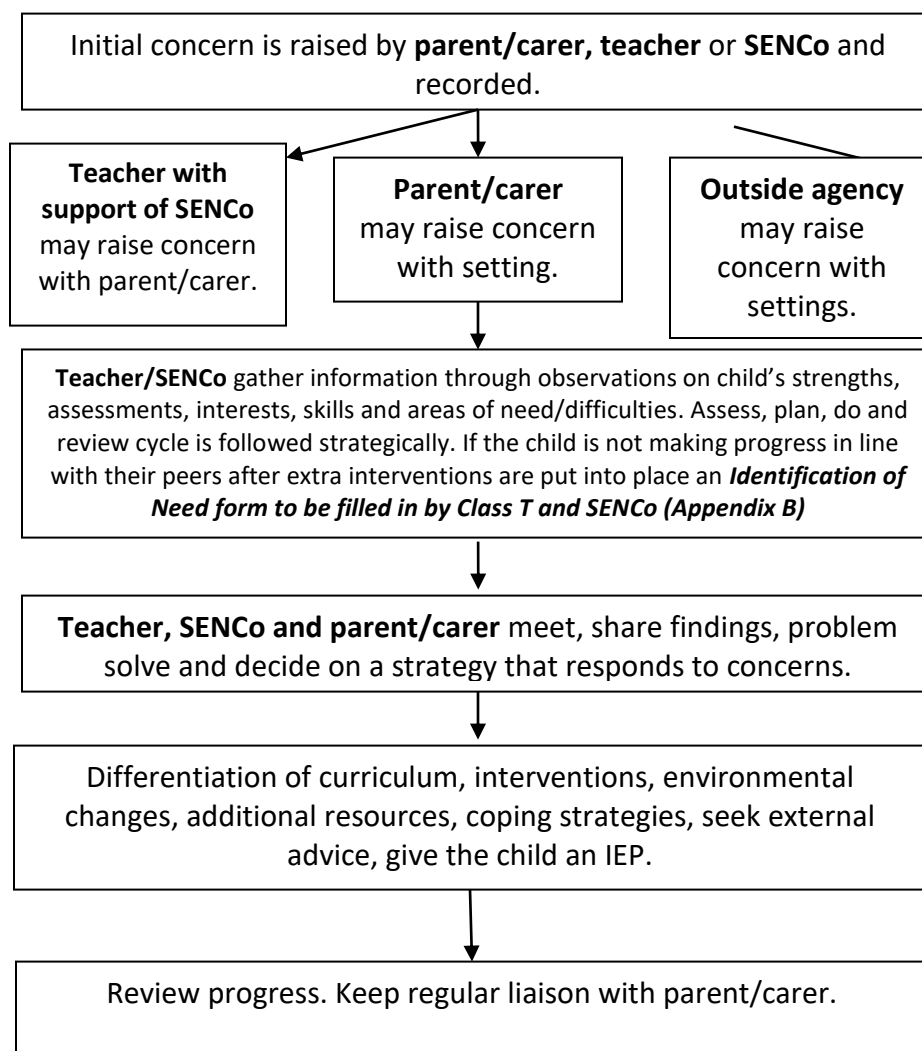 Initial concern is raised by parent/carer, teacher or SENCo and
recorded.
Teacher with
support of SENCo
may raise concern
with parent/carer.
Parent/carer
may raise concern
with setting.
Outside agency
may raise
concern with
settings.
Teacher/SENCo gather information through observations on child’s strengths,
assessments, interests, skills and areas of need/difficulties. Assess, plan, do and
review cycle is followed strategically. If the child is not making progress in line
with their peers after extra interventions are put into place an Identification of
Need form to be filled in by Class T and SENCo (Appendix B)
Teacher, SENCo and parent/carer meet, share findings, problem
solve and decide on a strategy that responds to concerns.
Differentiation of curriculum, interventions, environmental
changes, additional resources, coping strategies, seek external
advice, give the child an IEP.
Review progress. Keep regular liaison with parent/carer.